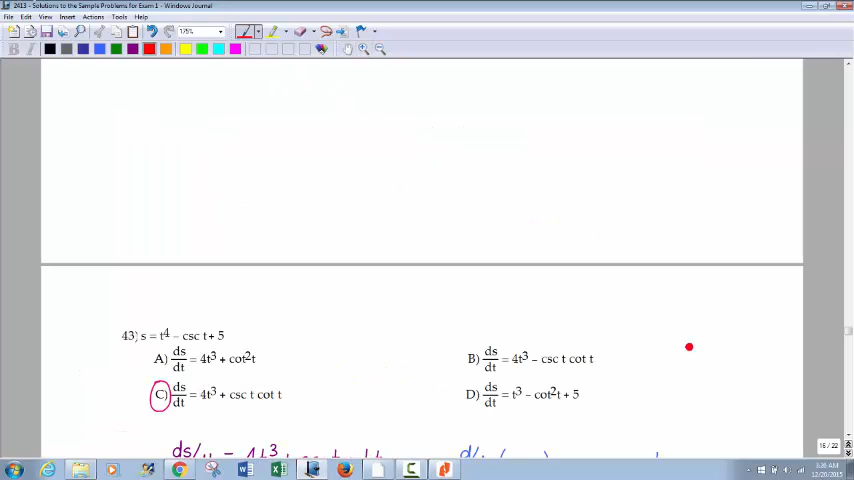 2413 - Solutions to the Sample Problems for Exam 1 - Windows Journal
File Edit View Insert Actions Tools Help
175%
B I
43) s = t⁴ – csc t + 5
A) ds/dt = 4t³ + cot²t
B) ds/dt = 4t³ – csc t cot t
C) ds/dt = 4t³ + csc t cot t
D) ds/dt = t³ – cot²t + 5
16 / 22
3:20 AM
12/20/2015